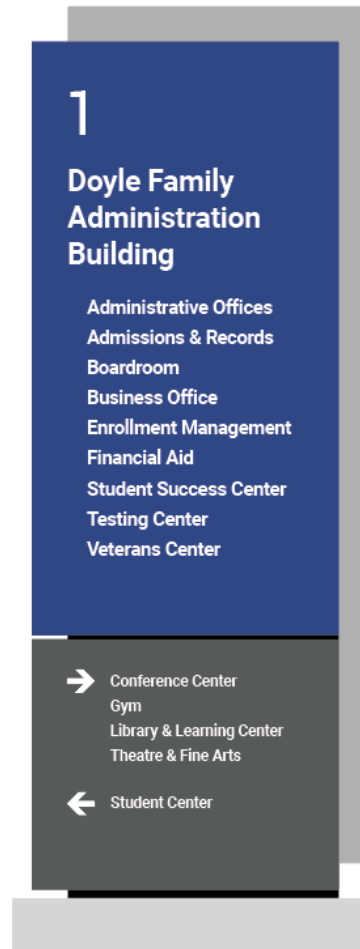 1
Doyle Family
Administration
Building
Administrative Offices
Admissions & Records
Boardroom
Business Office
Enrollment Management
Financial Aid
Student Success Center
Testing Center
Veterans Center
→ Conference Center
Gym
Library & Learning Center
Theatre & Fine Arts
← Student Center